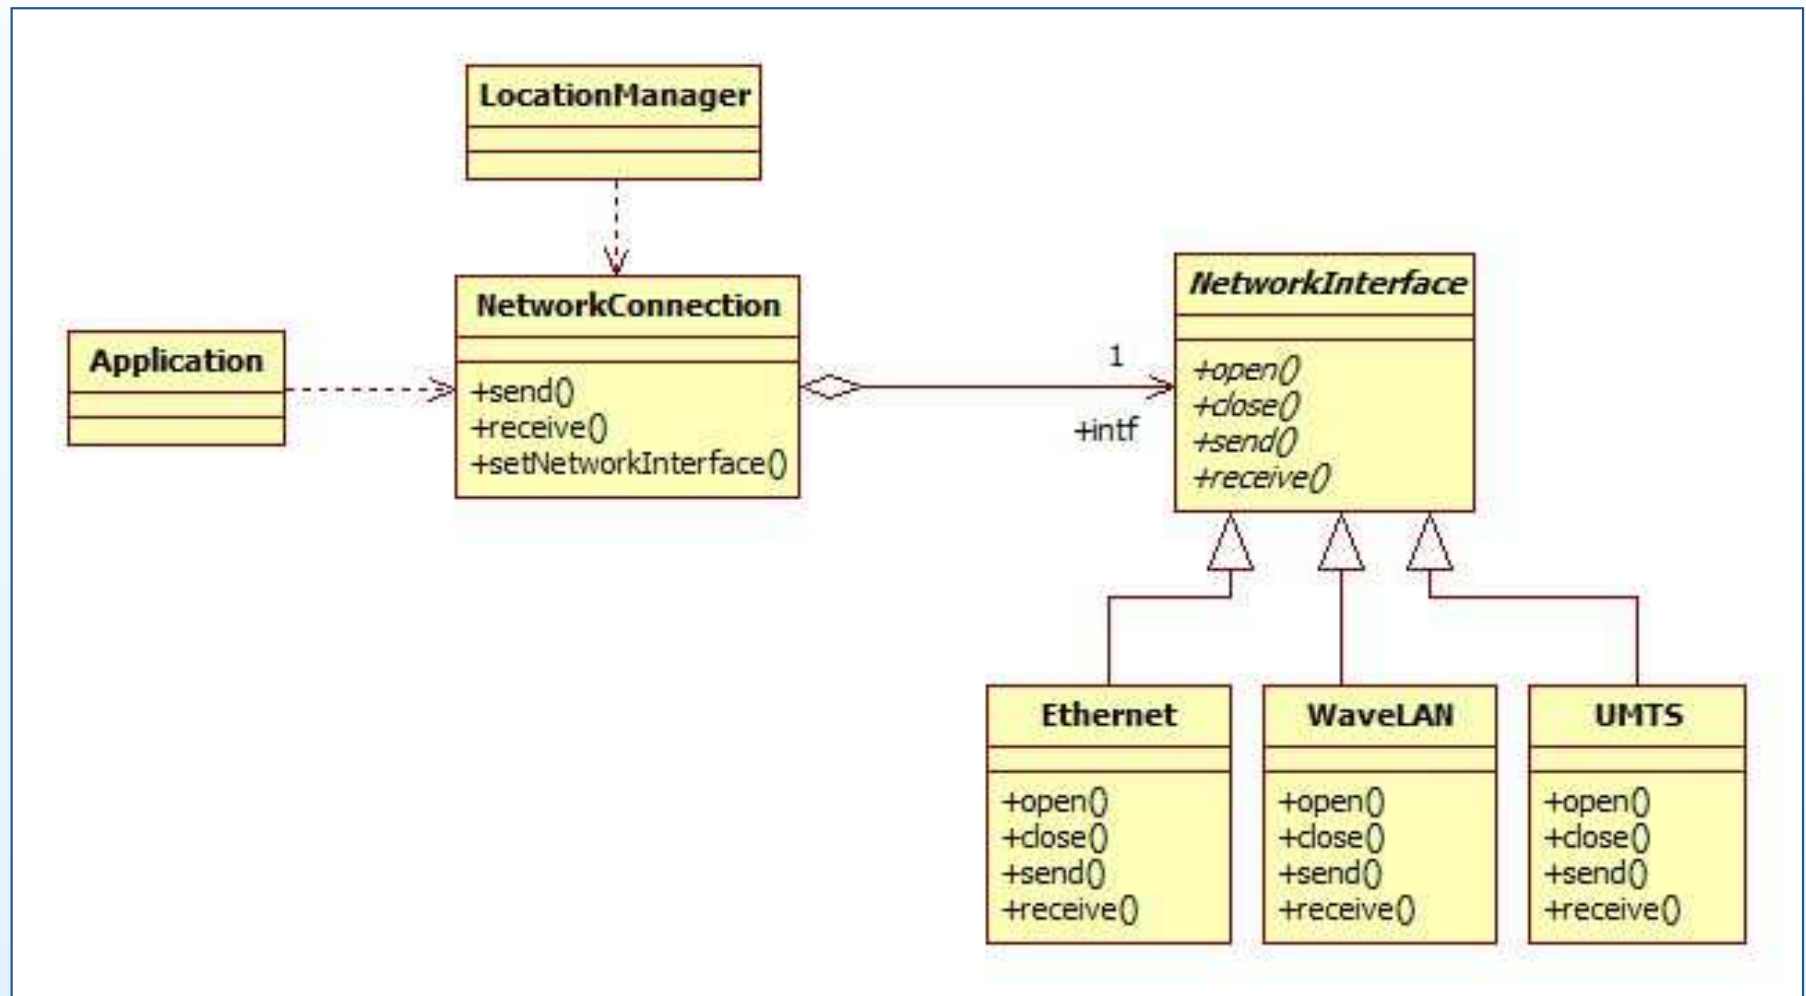 LocationManager
NetworkConnection
+send()
+receive()
+setNetworkInterface()
Application
1
+intf
NetworkInterface
+open()
+close()
+send()
+receive()
Ethernet
+open()
+close()
+send()
+receive()
WaveLAN
+open()
+close()
+send()
+receive()
UMTS
+open()
+close()
+send()
+receive()